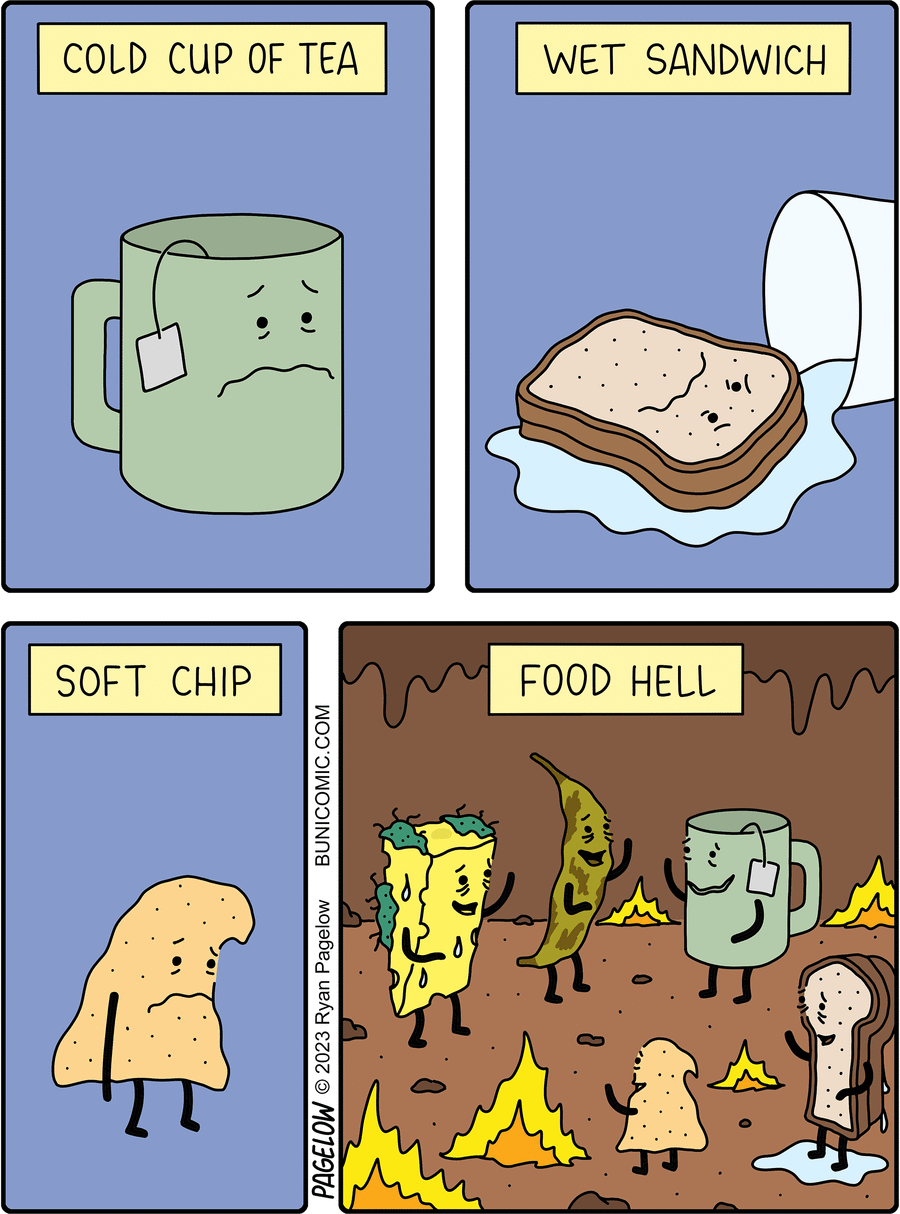 COLD CUP OF TEA
WET SANDWICH
SOFT CHIP
PAGELOW © 2023 Ryan Pagelow BUNICOMIC.COM
FOOD HELL